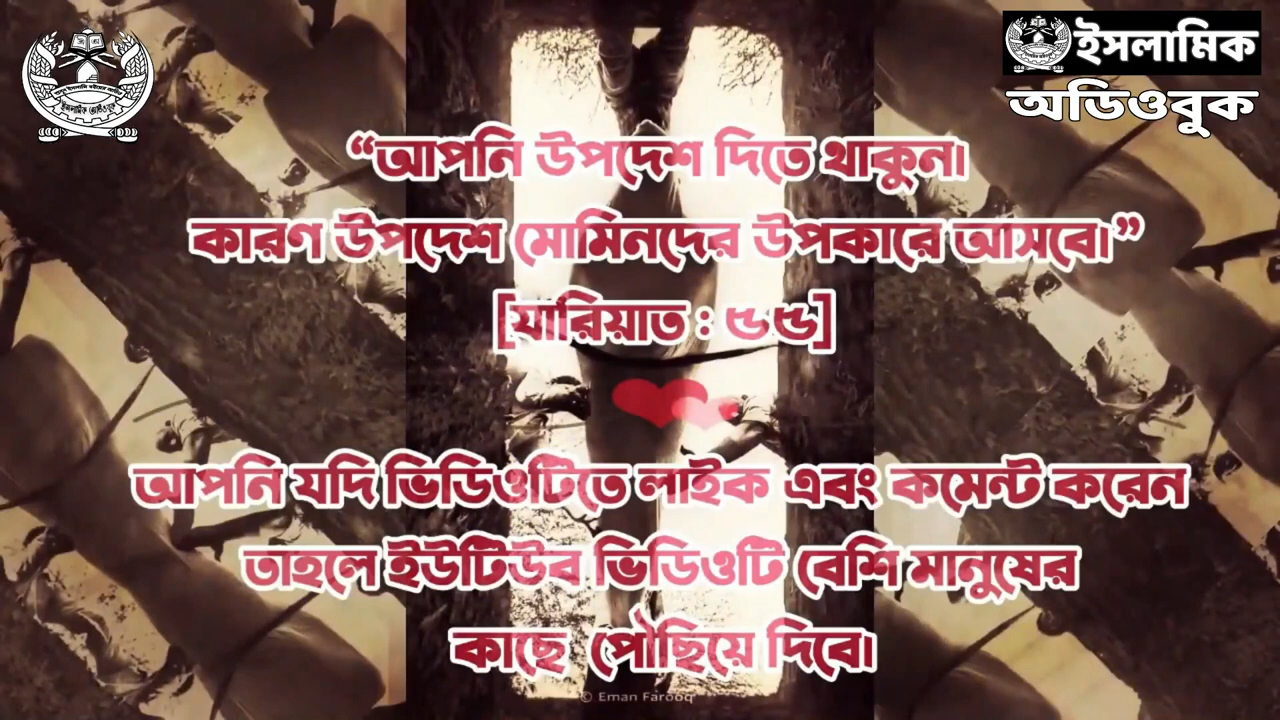 ইসলামিক
অডিওবুক
“আপনি উপদেশ দিতে থাকুন।
কারণ উপদেশ মোমিনদের উপকারে আসবে।”
[যারিয়াত : ৫৫]
আপনি যদি ভিডিওটিতে লাইক এবং কমেন্ট করেন
তাহলে ইউটিউব ভিডিওটি বেশি মানুষের
কাছে পৌছিয়ে দিবে।
© Eman Farooq